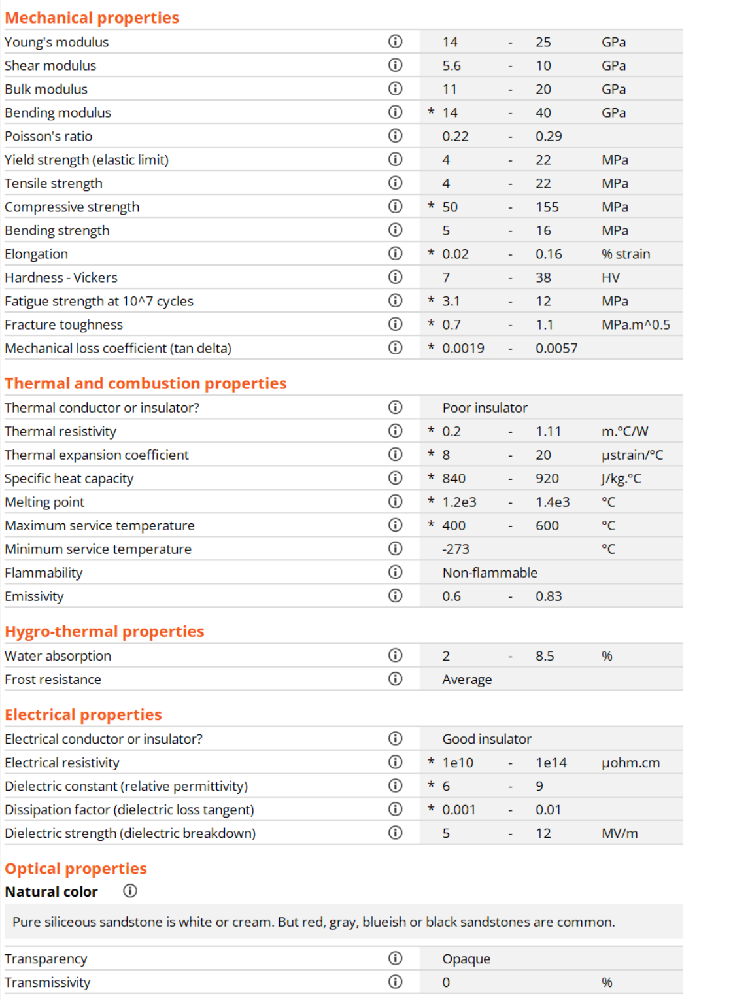 Mechanical properties
Young's modulus 14 - 25 GPa
Shear modulus 5.6 - 10 GPa
Bulk modulus 11 - 20 GPa
Bending modulus * 14 - 40 GPa
Poisson's ratio 0.22 - 0.29
Yield strength (elastic limit) 4 - 22 MPa
Tensile strength 4 - 22 MPa
Compressive strength * 50 - 155 MPa
Bending strength 5 - 16 MPa
Elongation * 0.02 - 0.16 % strain
Hardness - Vickers 7 - 38 HV
Fatigue strength at 10^7 cycles * 3.1 - 12 MPa
Fracture toughness * 0.7 - 1.1 MPa.m^0.5
Mechanical loss coefficient (tan delta) * 0.0019 - 0.0057
Thermal and combustion properties
Thermal conductor or insulator? Poor insulator
Thermal resistivity * 0.2 - 1.11 m.°C/W
Thermal expansion coefficient * 8 - 20 µstrain/°C
Specific heat capacity * 840 - 920 J/kg.°C
Melting point * 1.2e3 - 1.4e3 °C
Maximum service temperature * 400 - 600 °C
Minimum service temperature -273 °C
Flammability Non-flammable
Emissivity 0.6 - 0.83
Hygro-thermal properties
Water absorption 2 - 8.5 %
Frost resistance Average
Electrical properties
Electrical conductor or insulator? Good insulator
Electrical resistivity * 1e10 - 1e14 µohm.cm
Dielectric constant (relative permittivity) * 6 - 9
Dissipation factor (dielectric loss tangent) * 0.001 - 0.01
Dielectric strength (dielectric breakdown) 5 - 12 MV/m
Optical properties
Natural color
Pure siliceous sandstone is white or cream. But red, gray, blueish or black sandstones are common.
Transparency Opaque
Transmissivity 0 %